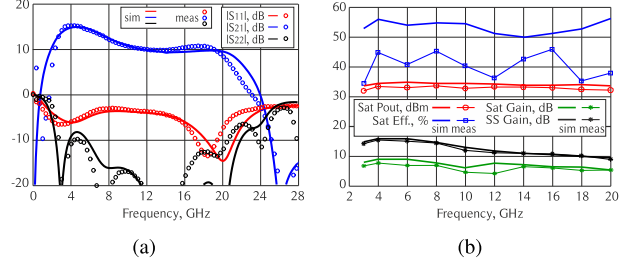 20
10
0
-10
-20
sim
meas
|S11|, dB
|S21|, dB
|S22|, dB
0 4 8 12 16 20 24 28
Frequency, GHz
(a)
60
50
40
30
20
10
0
Sat Pout, dBm
Sat Eff., %
sim meas
Sat Gain, dB
SS Gain, dB
sim meas
2 4 6 8 10 12 14 16 18 20
Frequency, GHz
(b)